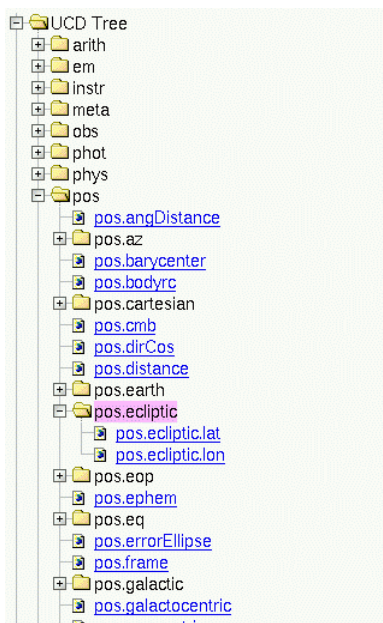 UCD Tree
arith
em
instr
meta
obs
phot
phys
pos
pos.angDistance
pos.az
pos.barycenter
pos.bodyrc
pos.cartesian
pos.cmb
pos.dirCos
pos.distance
pos.earth
pos.ecliptic
pos.ecliptic.lat
pos.ecliptic.lon
pos.eop
pos.ephem
pos.eq
pos.errorEllipse
pos.frame
pos.galactic
pos.galactocentric